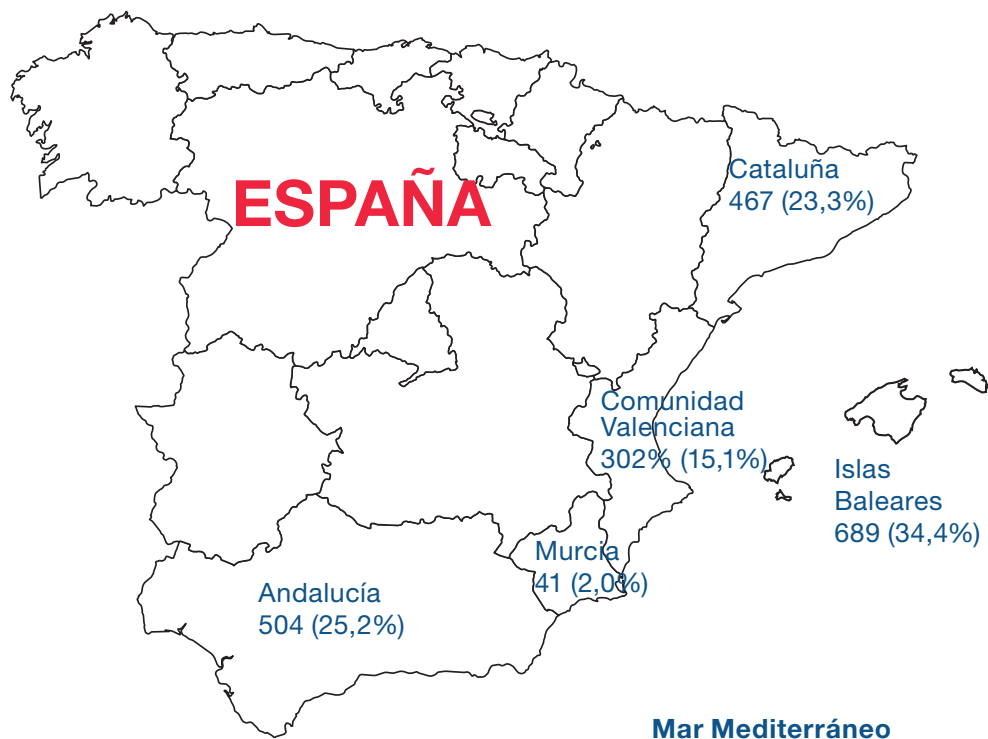 Cataluña
467 (23,3%)
ESPAÑA
Comunidad
Valenciana
302% (15,1%)
Islas
Baleares
689 (34,4%)
Murcia
41 (2,0%)
Andalucía
504 (25,2%)
Mar Mediterráneo